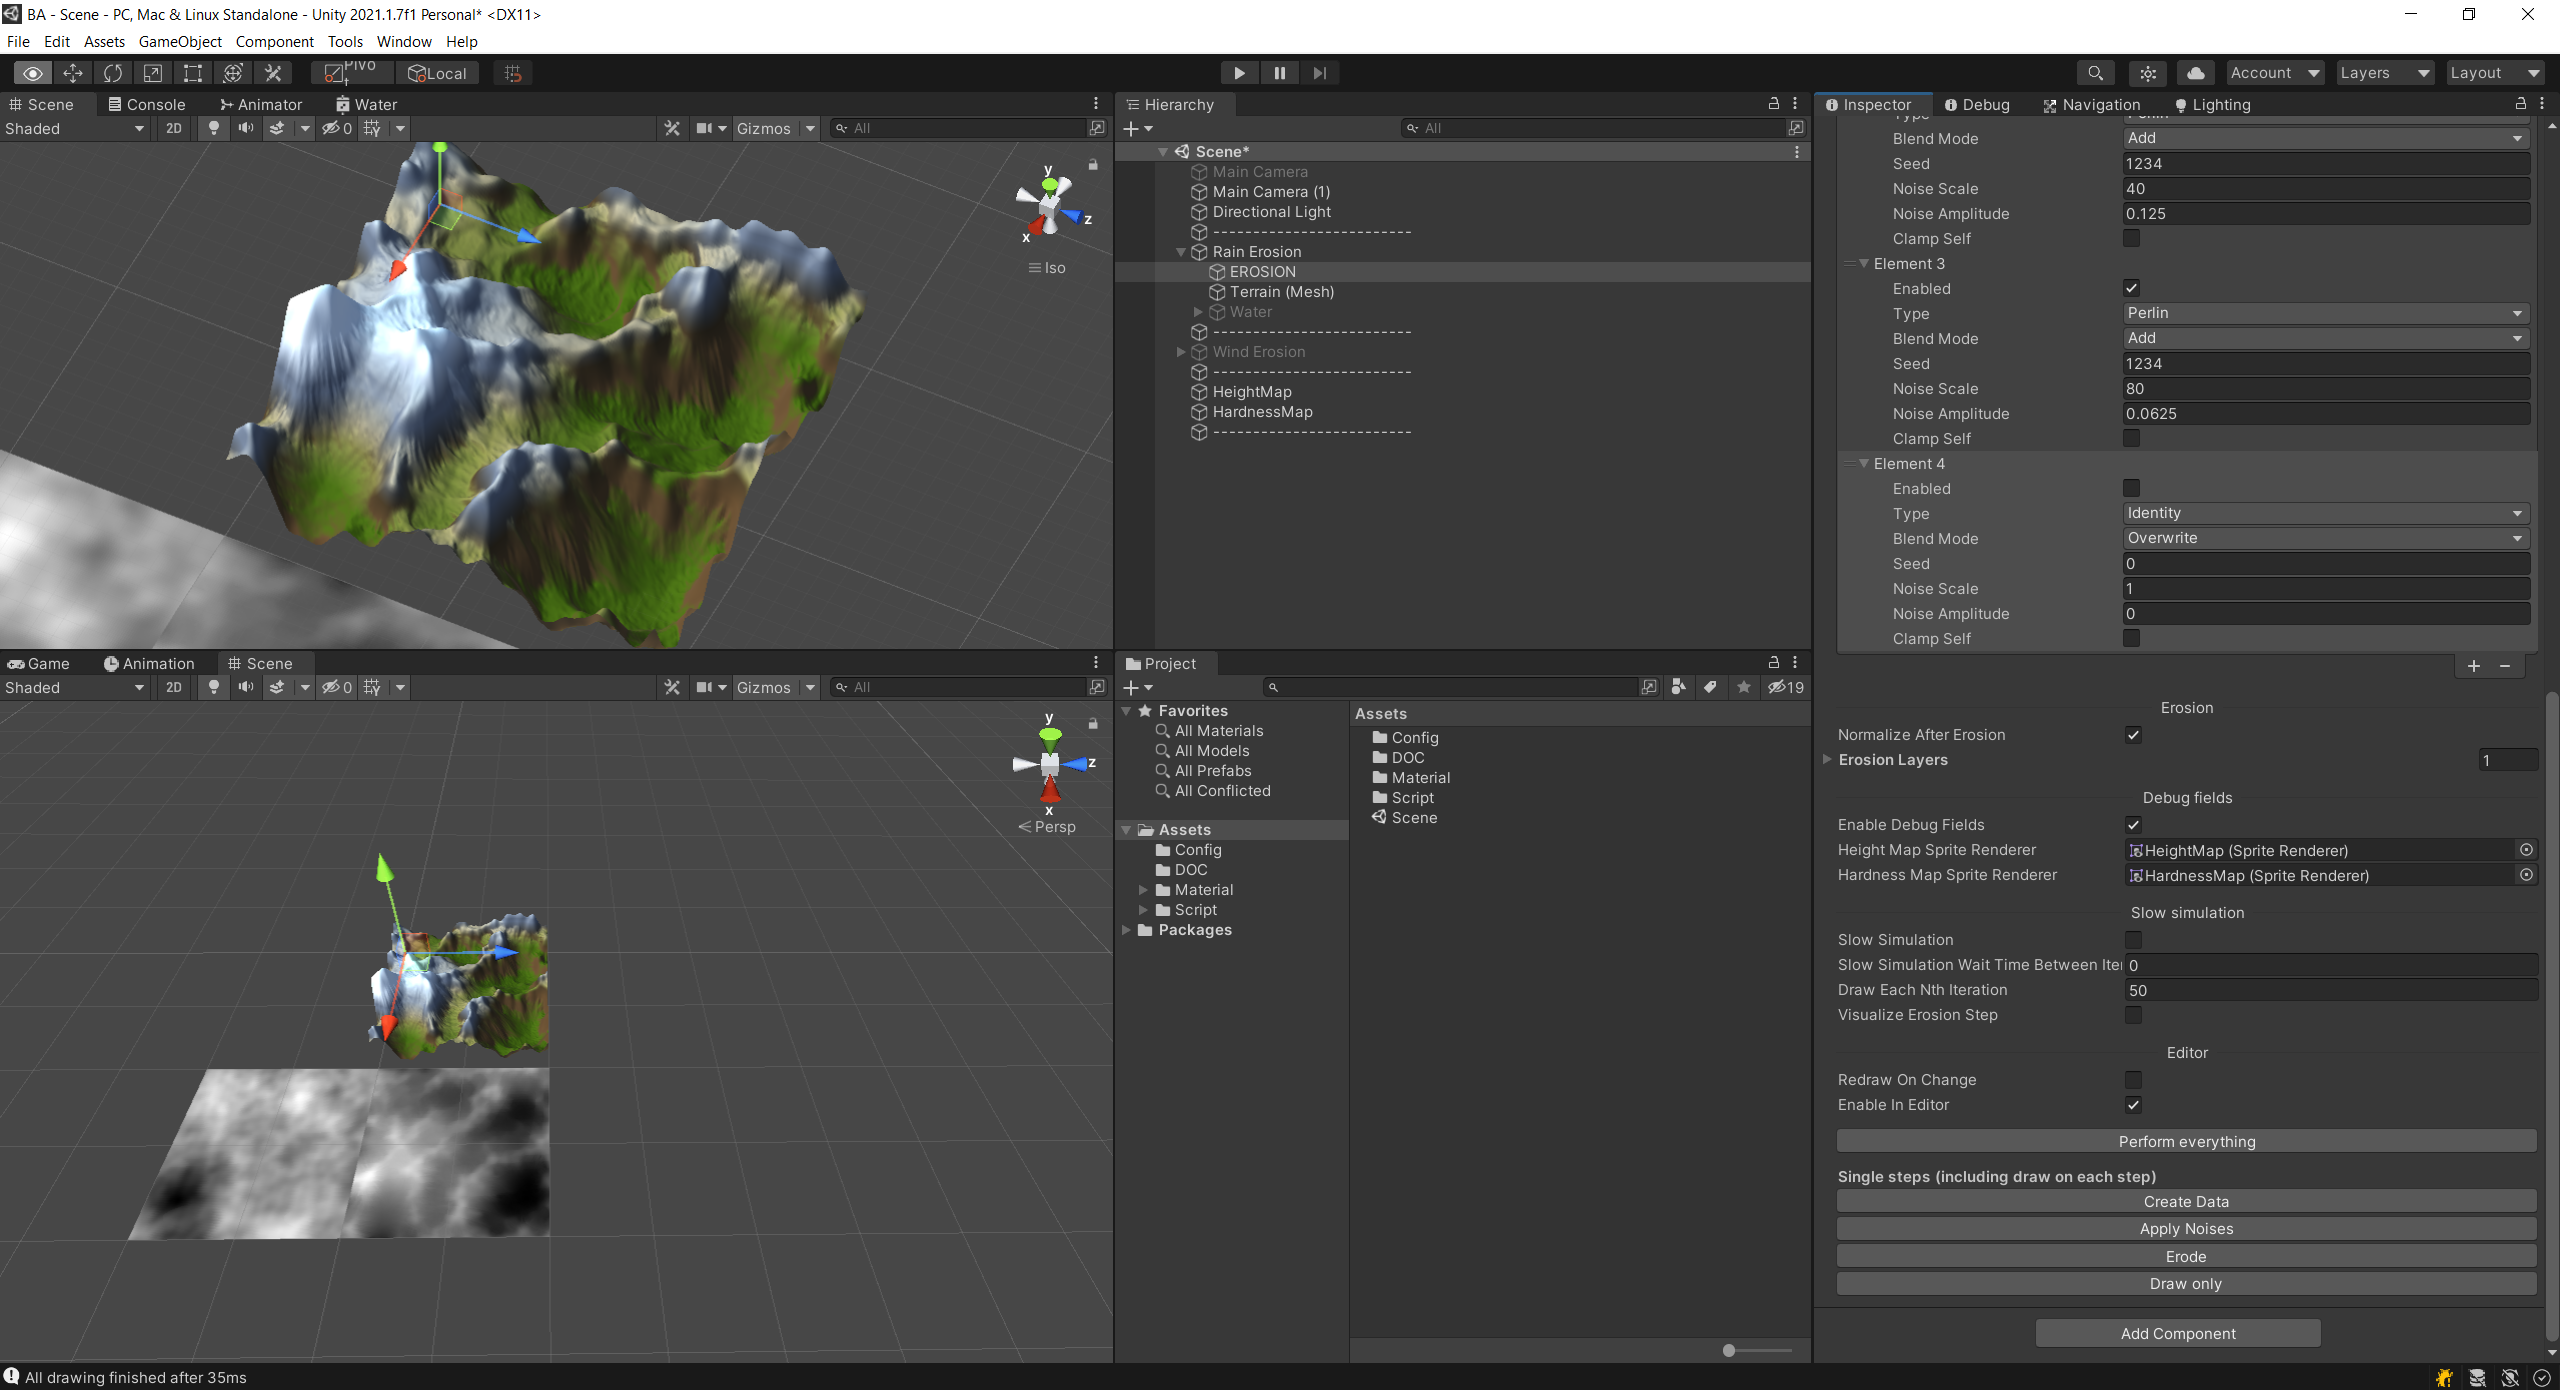 BA - Scene - PC, Mac & Linux Standalone - Unity 2021.1.7f1 Personal* <DX11>
File Edit Assets GameObject Component Tools Window Help
Local Account Layers Layout
Scene Console Animator Water
Shaded 2D 0 Gizmos All
y
z
x
Iso
Hierarchy
All
Scene*
Main Camera
Main Camera (1)
Directional Light
-------------------------
Rain Erosion
EROSION
Terrain (Mesh)
Water
-------------------------
Wind Erosion
-------------------------
HeightMap
HardnessMap
-------------------------
Game Animation Scene
Shaded 2D 0 Gizmos All
y
z
x
Persp
Project
19
Favorites
All Materials
All Models
All Prefabs
All Conflicted
Assets
Config
DOC
Material
Script
Packages
Assets
Config
DOC
Material
Script
Scene
Inspector Debug Navigation Lighting
Blend Mode Add
Seed 1234
Noise Scale 40
Noise Amplitude 0.125
Clamp Self
Element 3
Enabled
Type Perlin
Blend Mode Add
Seed 1234
Noise Scale 80
Noise Amplitude 0.0625
Clamp Self
Element 4
Enabled
Type Identity
Blend Mode Overwrite
Seed 0
Noise Scale 1
Noise Amplitude 0
Clamp Self
+ −
Erosion
Normalize After Erosion
Erosion Layers 1
Debug fields
Enable Debug Fields
Height Map Sprite Renderer HeightMap (Sprite Renderer)
Hardness Map Sprite Renderer HardnessMap (Sprite Renderer)
Slow simulation
Slow Simulation
Slow Simulation Wait Time Between Iter 0
Draw Each Nth Iteration 50
Visualize Erosion Step
Editor
Redraw On Change
Enable In Editor
Perform everything
Single steps (including draw on each step)
Create Data
Apply Noises
Erode
Draw only
Add Component
All drawing finished after 35ms